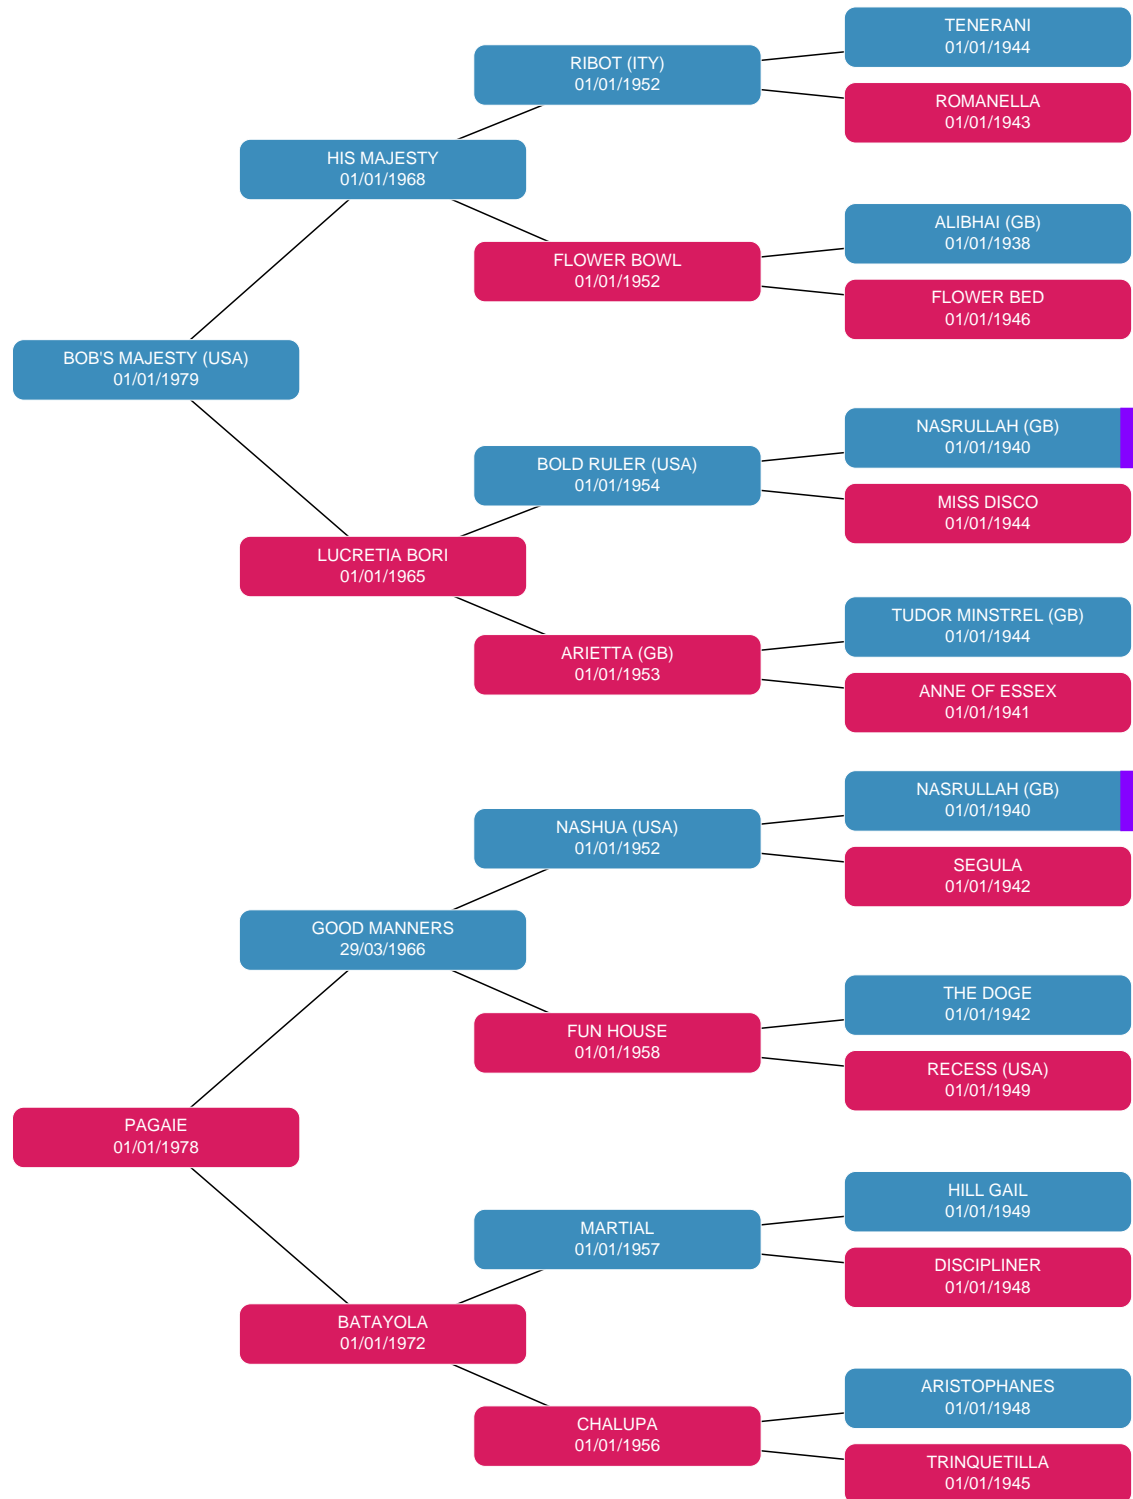 TENERANI
01/01/1944
RIBOT (ITY)
01/01/1952
ROMANELLA
01/01/1943
HIS MAJESTY
01/01/1968
ALIBHAI (GB)
01/01/1938
FLOWER BOWL
01/01/1952
FLOWER BED
01/01/1946
BOB'S MAJESTY (USA)
01/01/1979
NASRULLAH (GB)
01/01/1940
BOLD RULER (USA)
01/01/1954
MISS DISCO
01/01/1944
LUCRETIA BORI
01/01/1965
TUDOR MINSTREL (GB)
01/01/1944
ARIETTA (GB)
01/01/1953
ANNE OF ESSEX
01/01/1941
NASRULLAH (GB)
01/01/1940
NASHUA (USA)
01/01/1952
SEGULA
01/01/1942
GOOD MANNERS
29/03/1966
THE DOGE
01/01/1942
FUN HOUSE
01/01/1958
RECESS (USA)
01/01/1949
PAGAIE
01/01/1978
HILL GAIL
01/01/1949
MARTIAL
01/01/1957
DISCIPLINER
01/01/1948
BATAYOLA
01/01/1972
ARISTOPHANES
01/01/1948
CHALUPA
01/01/1956
TRINQUETILLA
01/01/1945